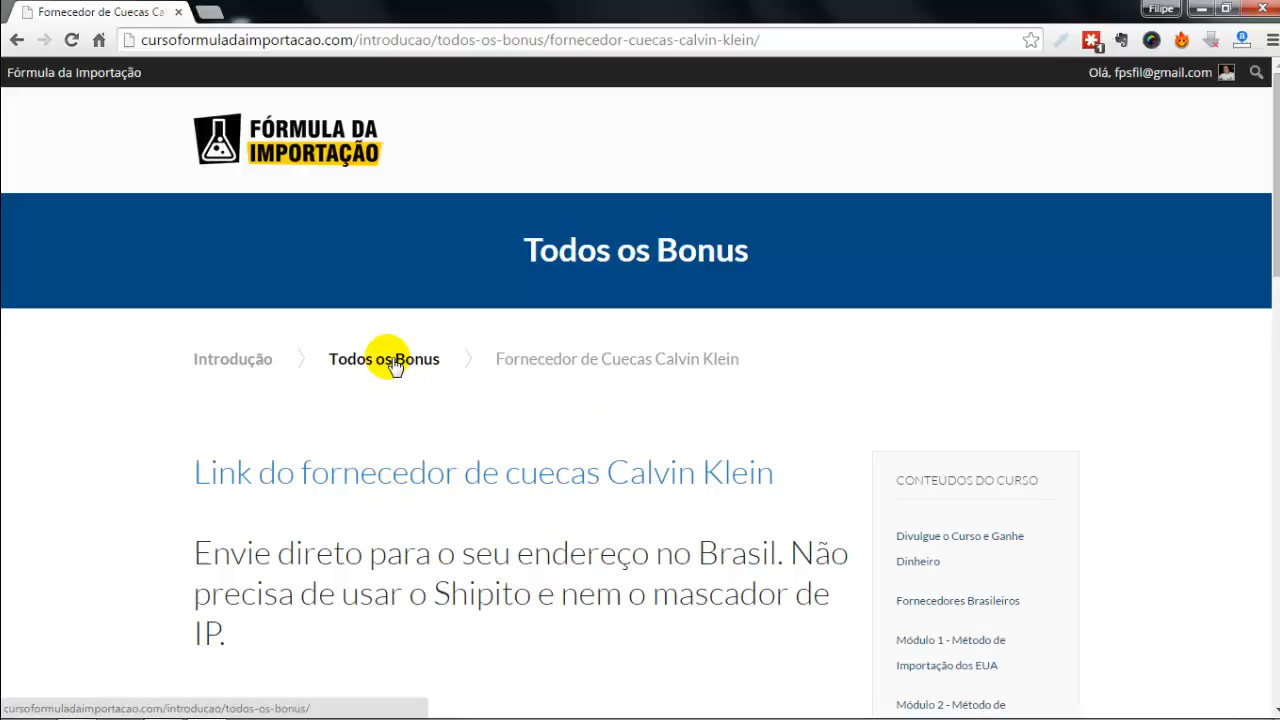 Fornecedor de Cuecas Ca
Filipe
cursoformuladaimportacao.com/introducao/todos-os-bonus/fornecedor-cuecas-calvin-klein/
Fórmula da Importação
Olá, fpsfil@gmail.com
FÓRMULA DA
IMPORTAÇÃO
Todos os Bonus
Introdução
Todos os Bonus
Fornecedor de Cuecas Calvin Klein
Link do fornecedor de cuecas Calvin Klein
Envie direto para o seu endereço no Brasil. Não
precisa de usar o Shipito e nem o mascador de
IP.
CONTEÚDOS DO CURSO
Divulgue o Curso e Ganhe
Dinheiro
Fornecedores Brasileiros
Módulo 1 - Método de
Importação dos EUA
Módulo 2 - Método de
cursoformuladaimportacao.com/introducao/todos-os-bonus/